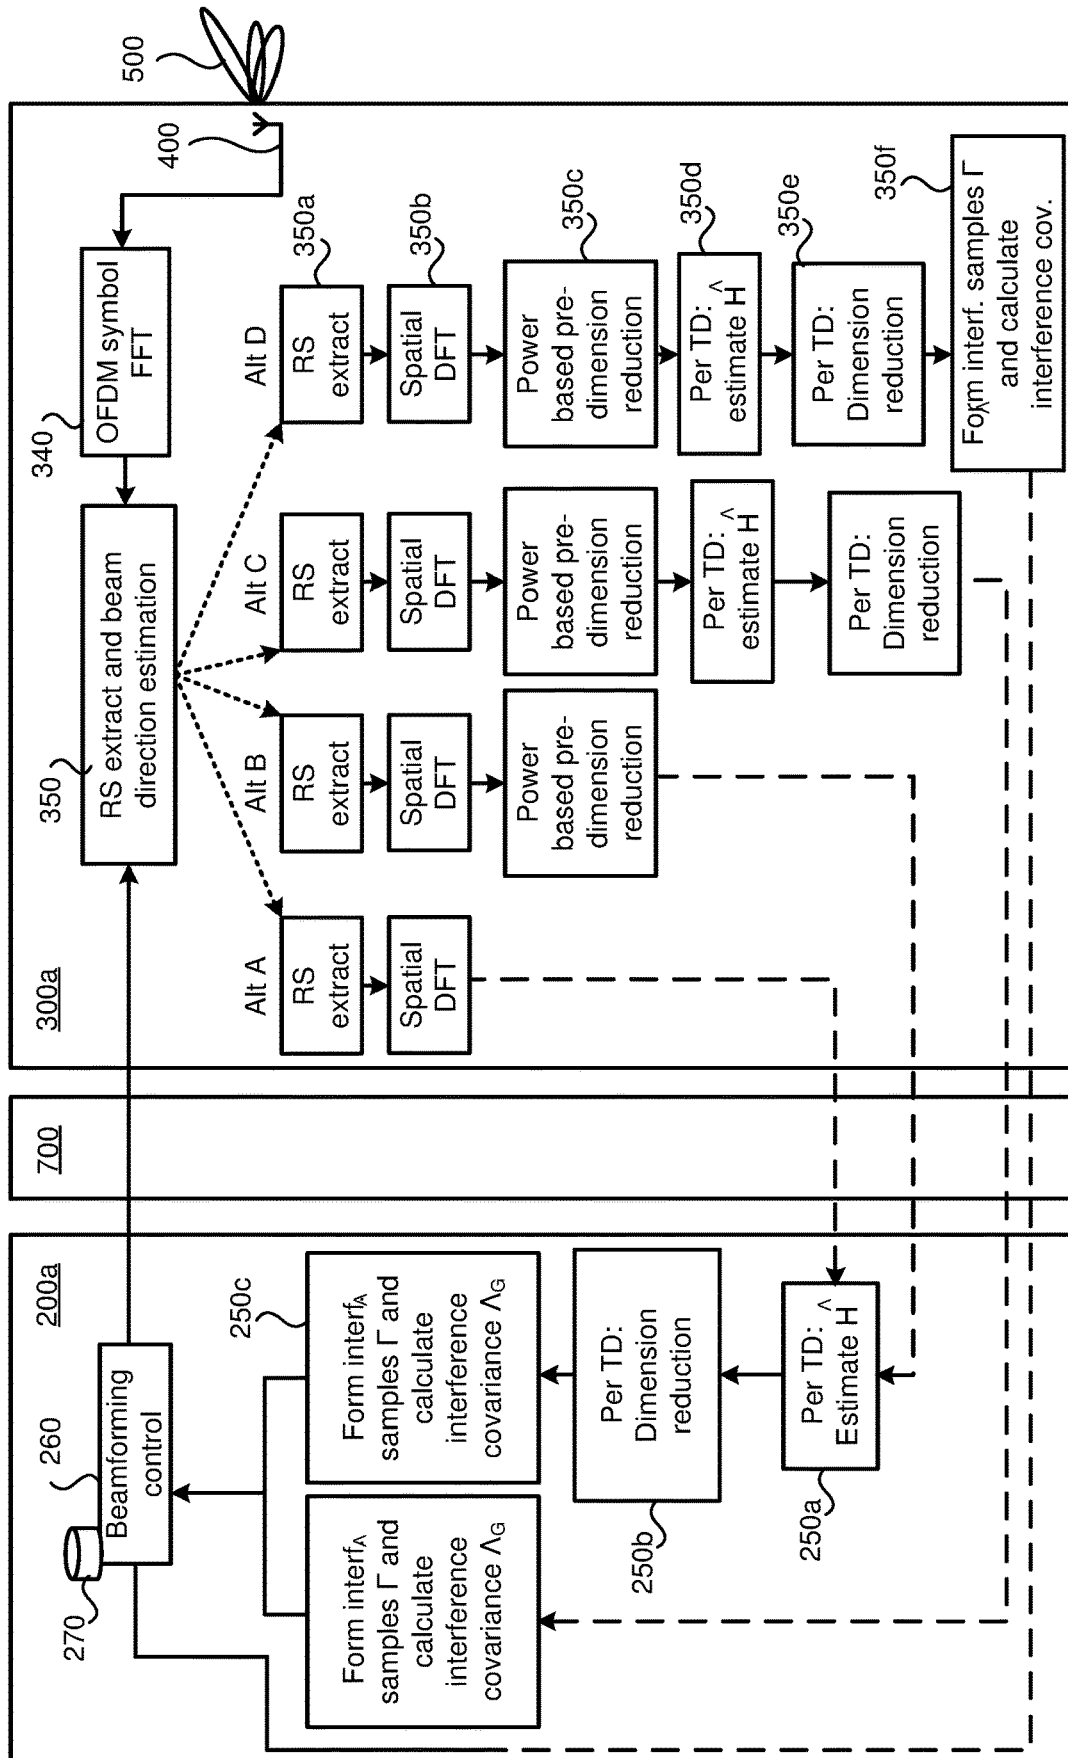 200a
270
260
Beamforming
control
Form interf.
samples Γ and
calculate
interference
covariance Λ_G
Form interf.
samples Γ and
calculate
interference
covariance Λ_G
250c
Per TD:
Dimension
reduction
250b
Per TD:
Estimate Ĥ
250a
700
300a
350
RS extract and beam
direction estimation
340
OFDM symbol
FFT
400
500
Alt A
RS
extract
Spatial
DFT
Alt B
RS
extract
Spatial
DFT
Power
based pre-
dimension
reduction
Alt C
RS
extract
Spatial
DFT
Power
based pre-
dimension
reduction
Per TD:
estimate Ĥ
Per TD:
Dimension
reduction
Alt D
RS
extract
350a
Spatial
DFT
350b
Power
based pre-
dimension
reduction
350c
Per TD:
estimate Ĥ
350d
Per TD:
Dimension
reduction
350e
Form interf. samples Γ
and calculate
interference cov.
350f